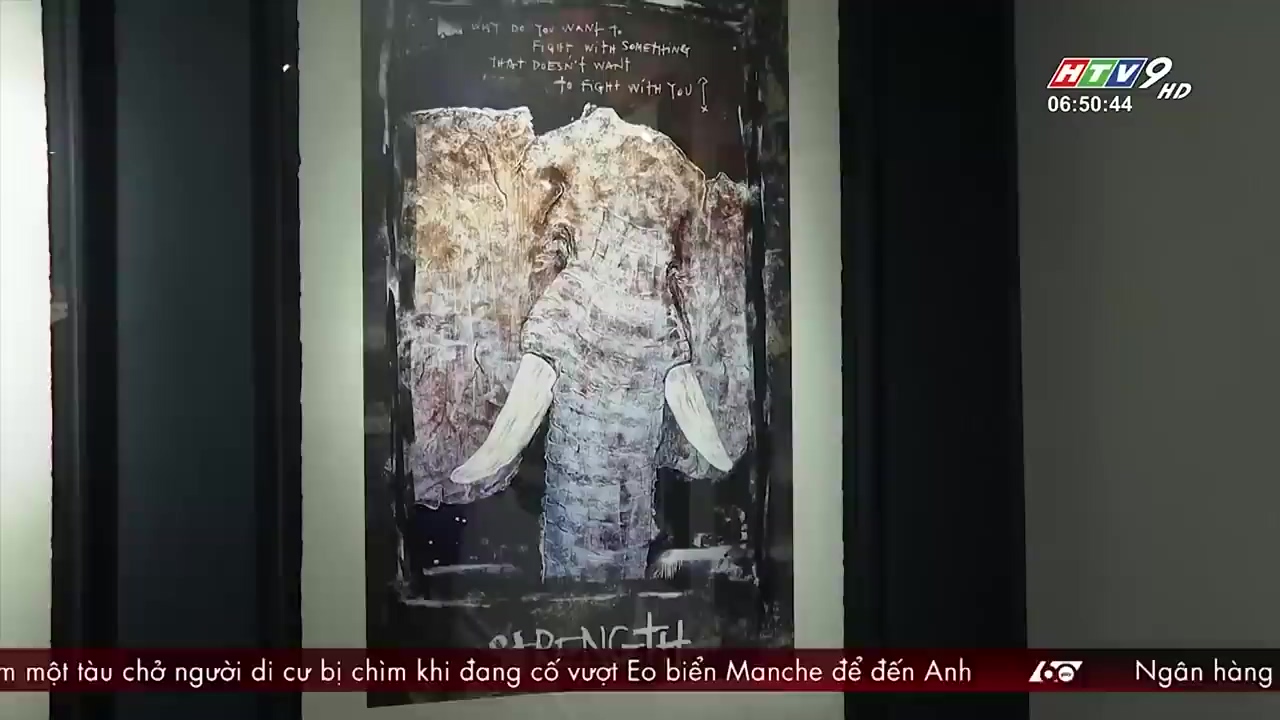 WHY DO YOU WANT TO
FIGHT WITH SOMETHING
THAT DOESN'T WANT
TO FIGHT WITH YOU
HTV9 HD
06:50:44
STRENGTH
một tàu chở người di cư bị chìm khi đang cố vượt Eo biển Manche để đến Anh
60
Ngân hàng